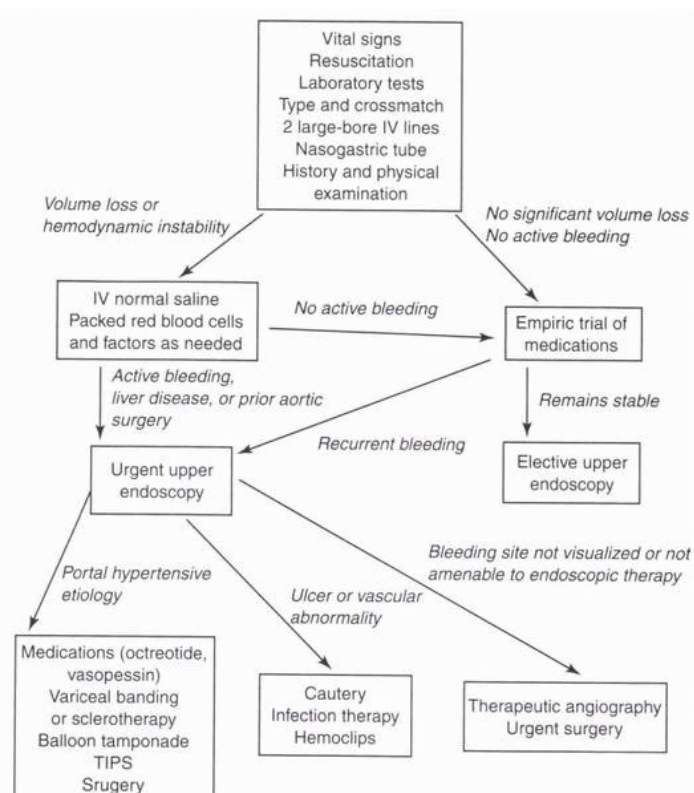 Vital signs
Resuscitation
Laboratory tests
Type and crossmatch
2 large-bore IV lines
Nasogastric tube
History and physical
examination
Volume loss or
hemodynamic instability
No significant volume loss
No active bleeding
IV normal saline
Packed red blood cells
and factors as needed
No active bleeding
Empiric trial of
medications
Active bleeding,
liver disease, or prior aortic
surgery
Remains stable
Recurrent bleeding
Urgent upper
endoscopy
Elective upper
endoscopy
Portal hypertensive
etiology
Ulcer or vascular
abnormality
Bleeding site not visualized or not
amenable to endoscopic therapy
Medications (octreotide,
vasopessin)
Variceal banding
or sclerotherapy
Balloon tamponade
TIPS
Srugery
Cautery
Infection therapy
Hemoclips
Therapeutic angiography
Urgent surgery